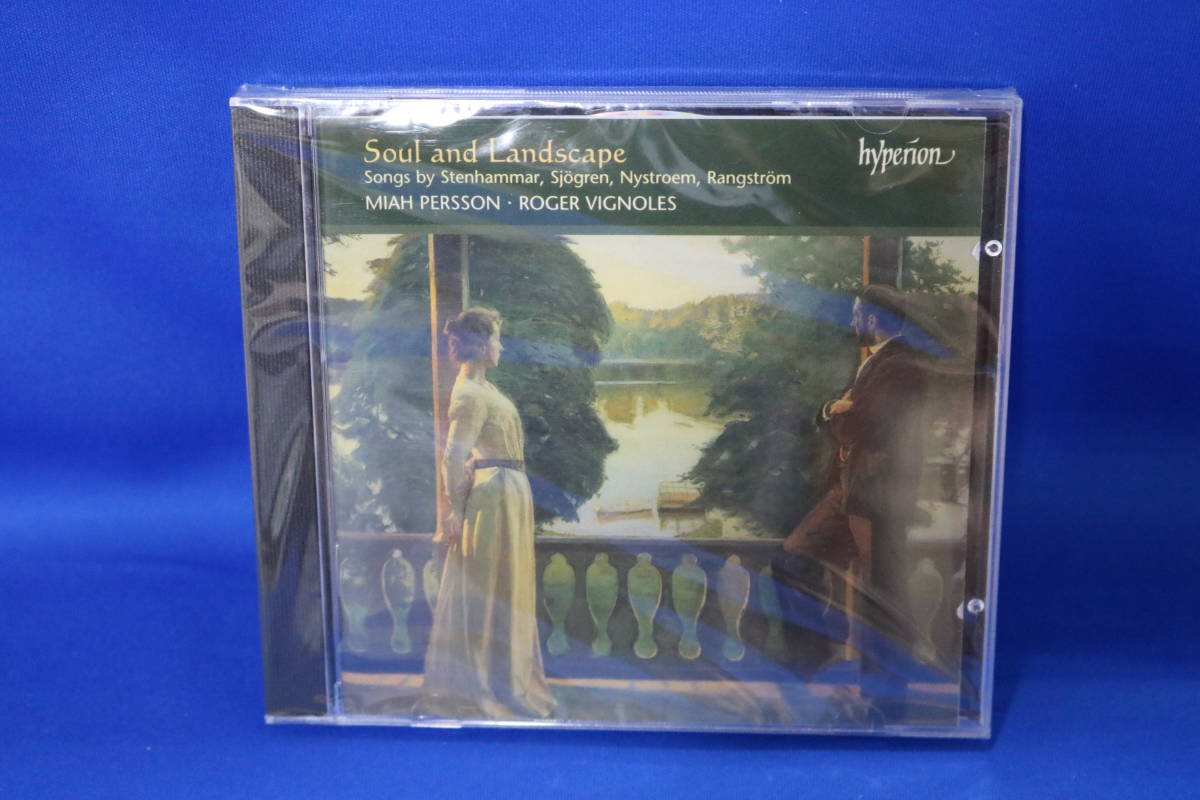 Soul and Landscape
hyperion
Songs by Stenhammar, Sjögren, Nystroem, Rangström
MIAH PERSSON · ROGER VIGNOLES